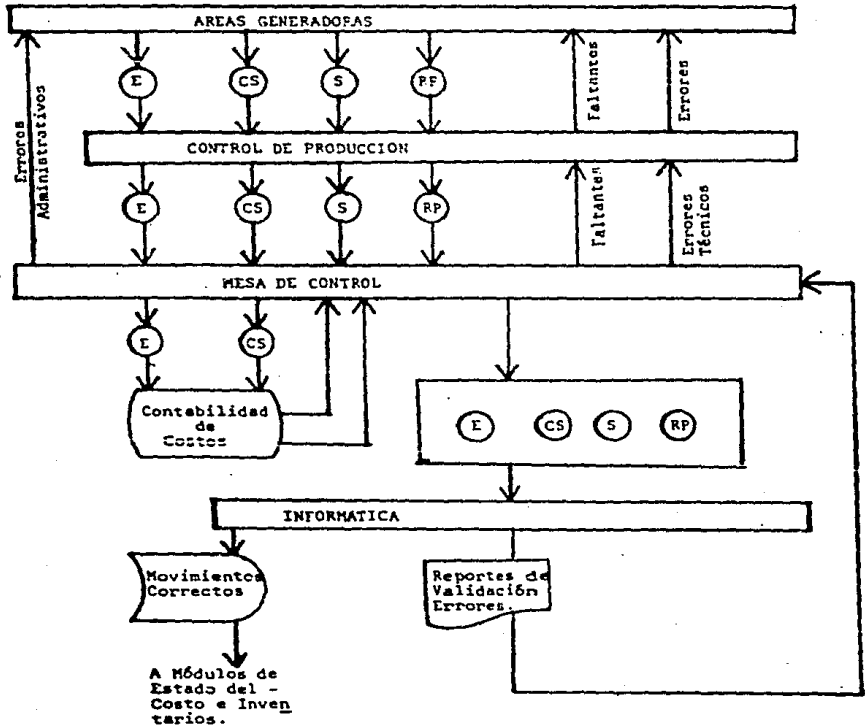 AREAS GENERADORAS
E CS S RF
Faltantes
Errores
Errores
Administrativos
CONTROL DE PRODUCCION
E CS S RP
Faltantes
Errores
Técnicos
MESA DE CONTROL
E CS
Contabilidad
de
Costos
E CS S RP
INFORMATICA
Movimientos
Correctos
Reportes de
Validación
Errores.
A Módulos de
Estado del -
Costo e Inven
tarios.